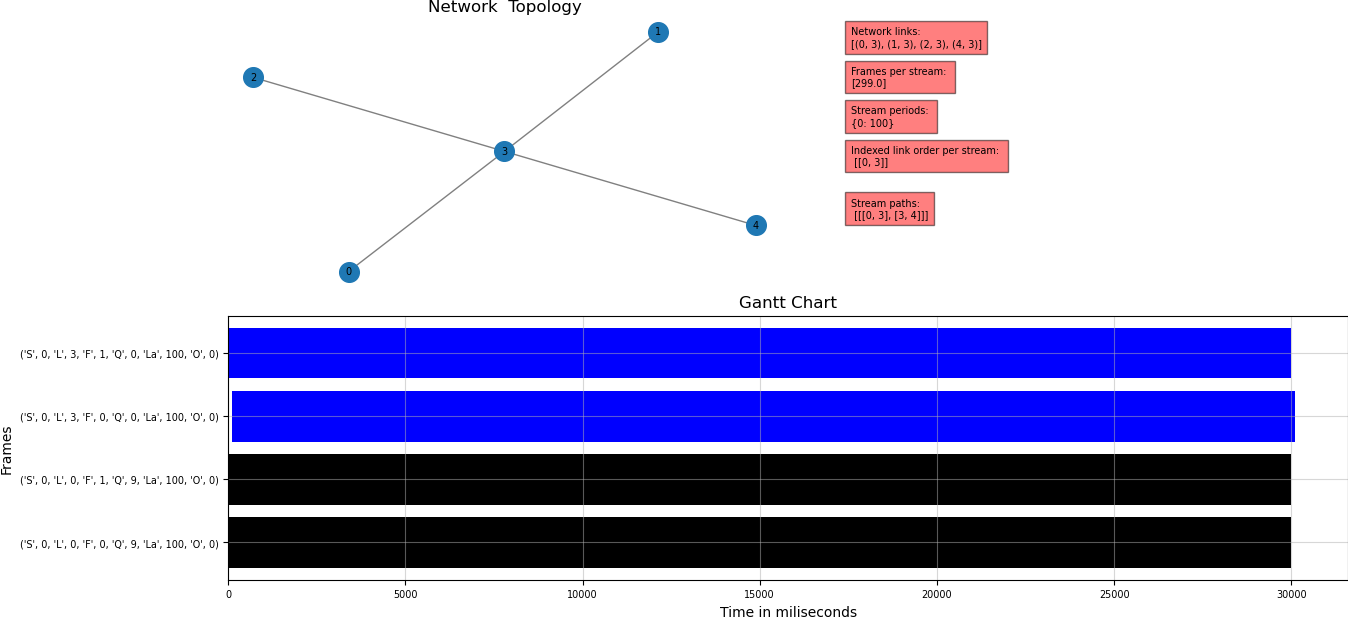 Network  Topology
1
2
3
4
0
Network links:
[(0, 3), (1, 3), (2, 3), (4, 3)]
Frames per stream:
[299.0]
Stream periods:
{0: 100}
Indexed link order per stream:
[[0, 3]]
Stream paths:
[[[0, 3], [3, 4]]]
Gantt Chart
Frames
('S', 0, 'L', 3, 'F', 1, 'Q', 0, 'La', 100, 'O', 0)
('S', 0, 'L', 3, 'F', 0, 'Q', 0, 'La', 100, 'O', 0)
('S', 0, 'L', 0, 'F', 1, 'Q', 9, 'La', 100, 'O', 0)
('S', 0, 'L', 0, 'F', 0, 'Q', 9, 'La', 100, 'O', 0)
0 5000 10000 15000 20000 25000 30000
Time in miliseconds